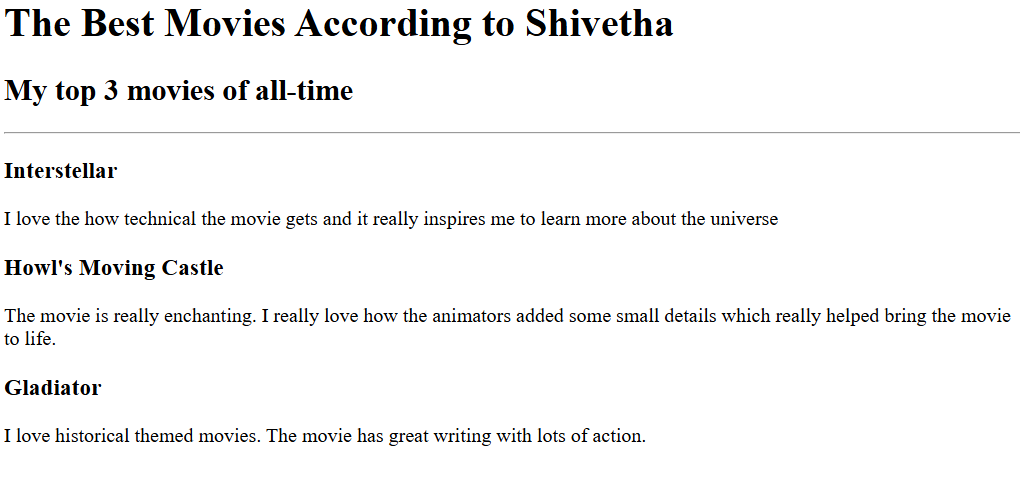 The Best Movies According to Shivetha
My top 3 movies of all-time
Interstellar
I love the how technical the movie gets and it really inspires me to learn more about the universe
Howl's Moving Castle
The movie is really enchanting. I really love how the animators added some small details which really helped bring the movie
to life.
Gladiator
I love historical themed movies. The movie has great writing with lots of action.